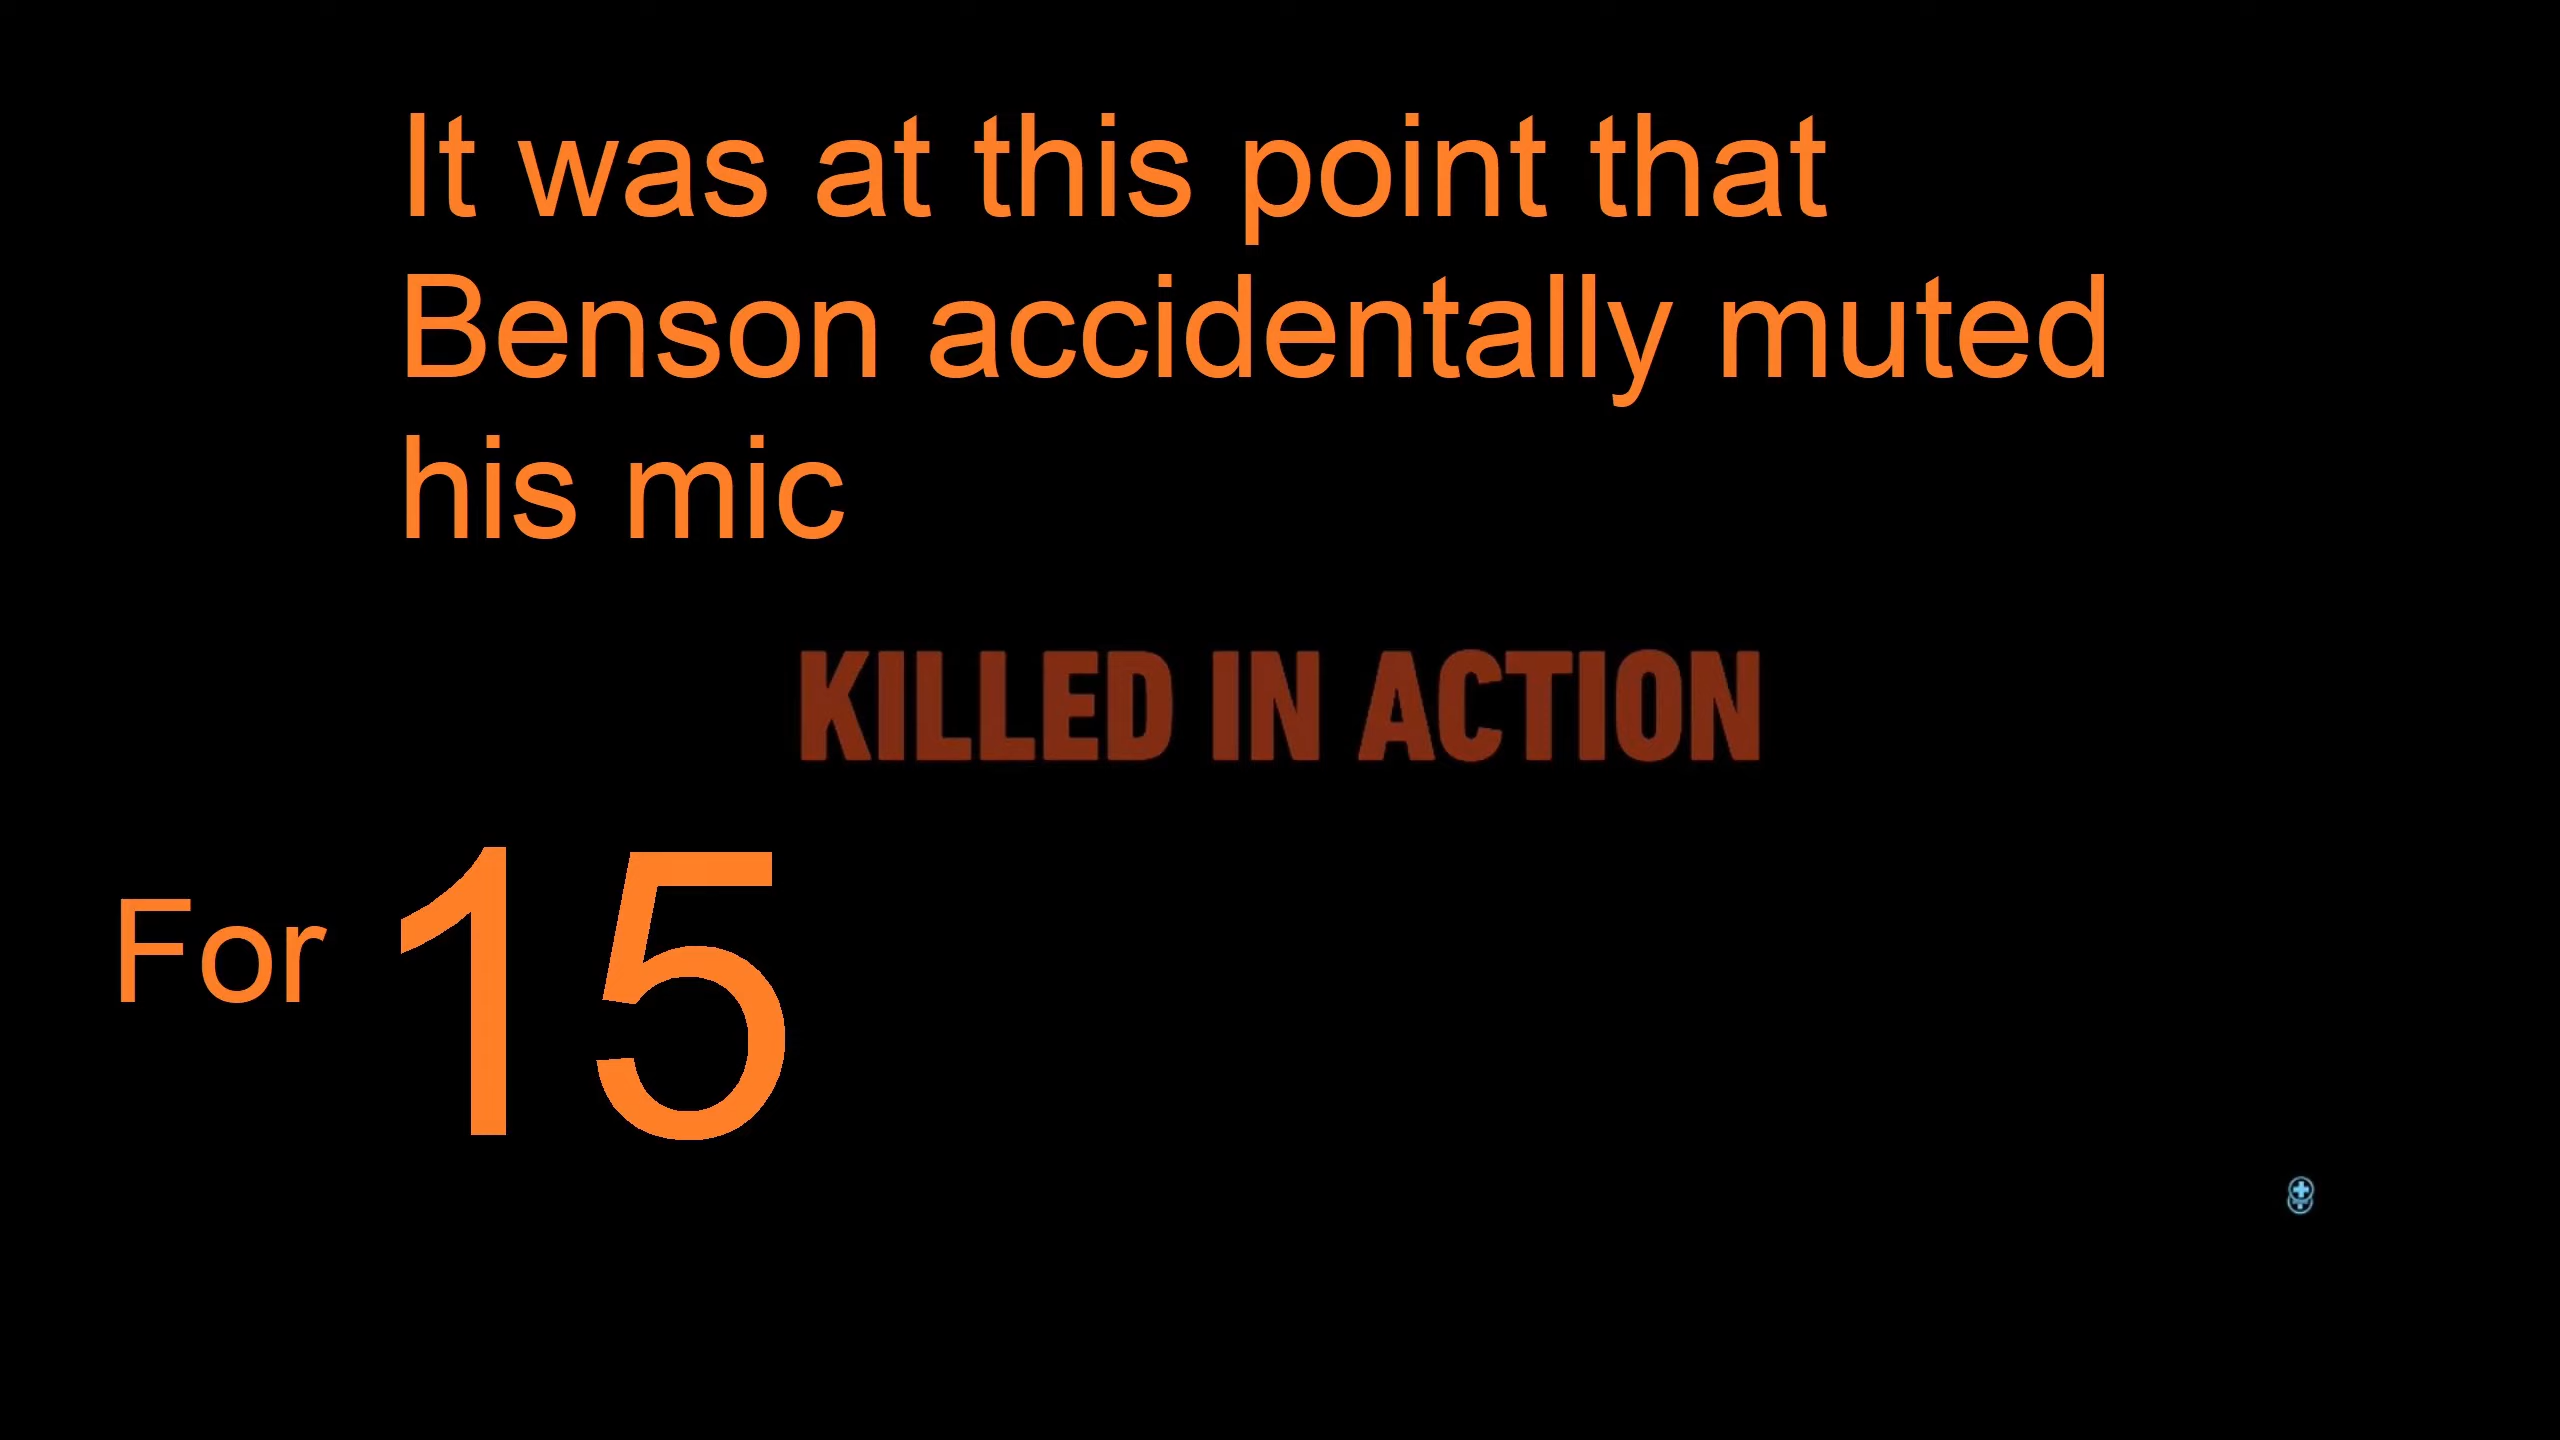 It was at this point that
Benson accidentally muted
his mic
KILLED IN ACTION
For 15